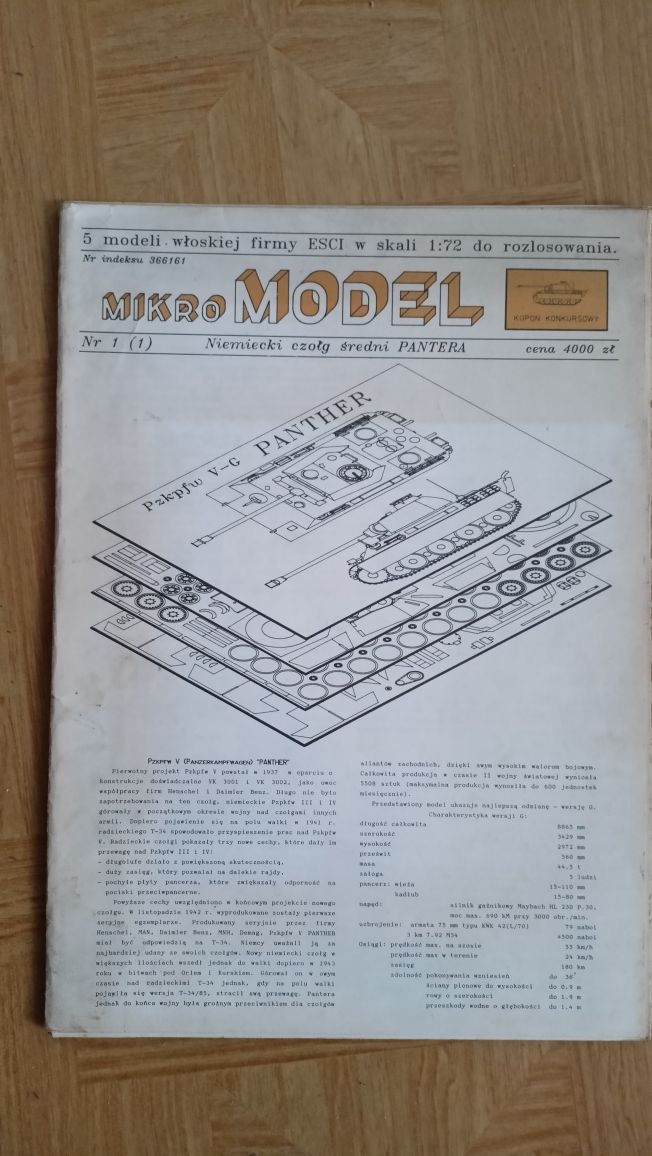 5 modeli włoskiej firmy ESCI w skali 1:72 do rozlosowania.
Nr indeksu 366161
MIKRO MODEL
KUPON KONKURSOWY
Nr 1 (1) Niemiecki czołg średni PANTERA cena 4000 zł
Pzkpfw V-G PANTHER
Pzkpfw V (Panzerkampfwagen) "PANTHER"
Pierwotny projekt Pzkpfw V powstał w 1937 w oparciu o
konstrukcje doświadczalne VK 3001 i VK 3002, jako owoc
współpracy firm Henschel i Daimler Benz. Długo nie było
zapotrzebowania na ten czołg, niemieckie Pzkpfw III i IV
górowały w początkowym okresie wojny nad czołgami innych
armii. Dopiero pojawienie się na polu walki w 1941 r.
radzieckiego T-34 spowodowało przyspieszenie prac nad Pzkpfw
V. Radzieckie czołgi pokazały trzy nowe cechy, które dały im
przewagę nad Pzkpfw III i IV:
- długolufe działo z powiększoną skutecznością,
- duży zasięg, który pozwalał na dalekie rajdy,
- pochyłe płyty pancerza, które zwiększały odporność na
pociski przeciwpancerne.
Powyższe cechy uwzględniono w końcowym projekcie nowego
czołgu. W listopadzie 1942 r. wyprodukowane zostały pierwsze
seryjne egzemplarze. Produkowany seryjnie przez firmy
Henschel, MAN, Daimler Benz, MNH, Demag, Pzkpfw V PANTHER
miał być odpowiedzią na T-34. Niemcy uważali ją za
najbardziej udany ze swoich czołgów. Nowy niemiecki czołg w
większych ilościach wszedł jednak do walki dopiero w 1943
roku w bitwach pod Orłem i Kurskiem. Górował on w owym
czasie nad radzieckimi T-34 jednak, gdy na polu walki
pojawiła się wersja T-34/85, stracił swą przewagę. Pantera
jednak do końca wojny była groźnym przeciwnikiem dla czołgów
aliantów zachodnich, dzięki swym wysokim walorom bojowym.
Całkowita produkcja w czasie II wojny światowej wyniosła
5508 sztuk (maksymalna produkcja wynosiła do 600 jednostek
miesięcznie).
Przedstawiony model ukazuje najlepszą odmianę - wersję G.
Charakterystyka wersji G:
długość całkowita 8865 mm
szerokość 3429 mm
wysokość 2972 mm
prześwit 560 mm
masa 44.5 t
załoga 5 ludzi
pancerz: wieża 15-110 mm
kadłub 15-80 mm
napęd: silnik gaźnikowy Maybach HL 230 P.30,
moc max. 690 KM przy 3000 obr./min.
uzbrojenie: armata 75 mm typu KWK 42(L/70) 79 naboi
3 km 7.92 M34 4500 naboi
Osiągi: prędkość max. na szosie 55 km/h
prędkość max w terenie 24 km/h
zasięg 180 km
zdolność pokonywania wzniesień do 36°
ściany pionowe do wysokości do 0.9 m
rowy o szerokości do 1.9 m
przeszkody wodne o głębokości do 1.4 m